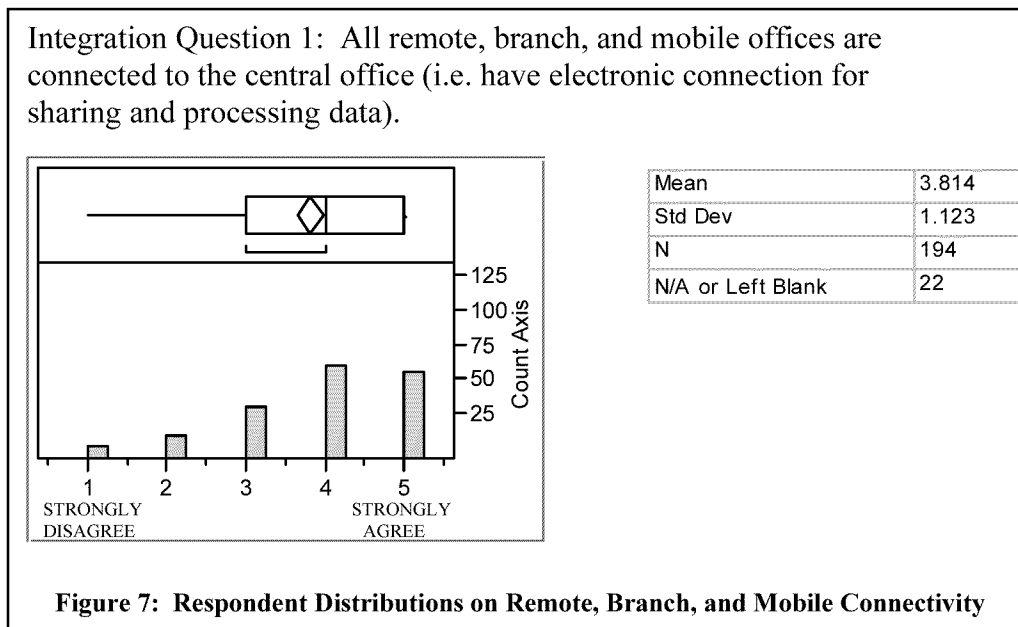 Integration Question 1: All remote, branch, and mobile offices are
connected to the central office (i.e. have electronic connection for
sharing and processing data).
125
100
75
50
25
Count Axis
1 2 3 4 5
STRONGLY DISAGREE
STRONGLY AGREE
Mean 3.814
Std Dev 1.123
N 194
N/A or Left Blank 22
Figure 7: Respondent Distributions on Remote, Branch, and Mobile Connectivity